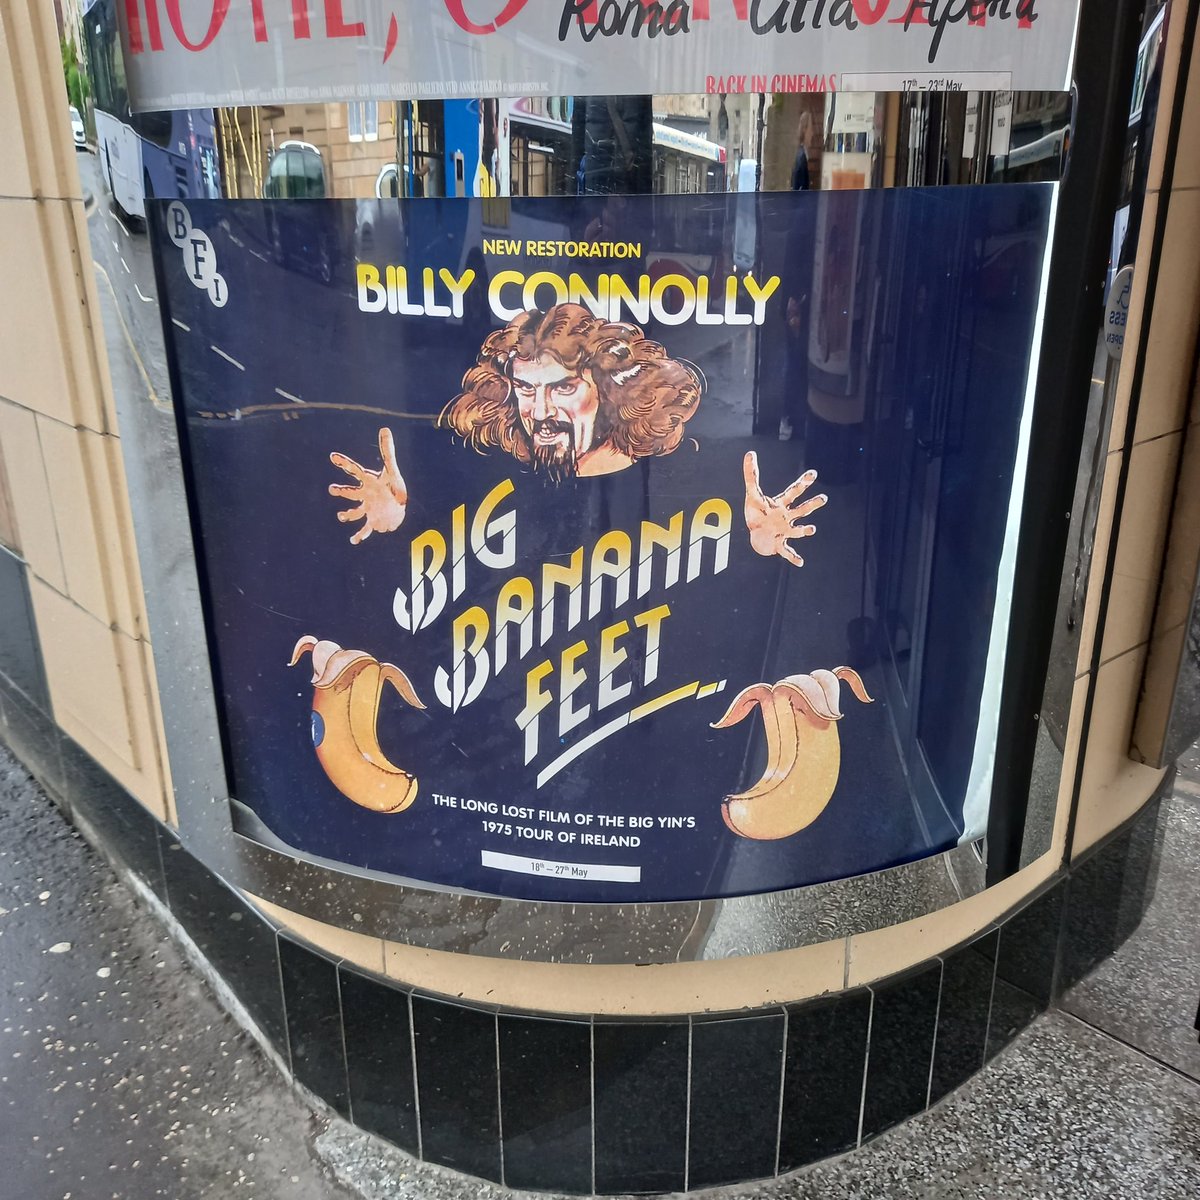 Roma Città Aperta
BACK IN CINEMAS
17th – 23rd May
BFI
NEW RESTORATION
BILLY CONNOLLY
BIG
BANANA
FEET
THE LONG LOST FILM OF THE BIG YIN'S
1975 TOUR OF IRELAND
18th – 27th May